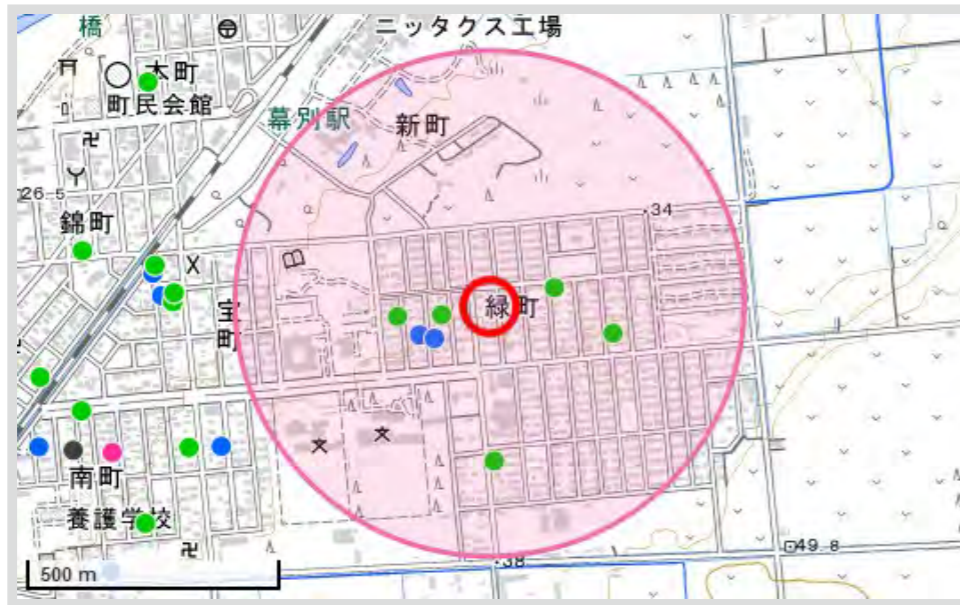 橋
ニッタクス工場
本町
町民会館
幕別駅
新町
26.5
錦町
34
緑町
宝町
南町
養護学校
49.8
38
500 m